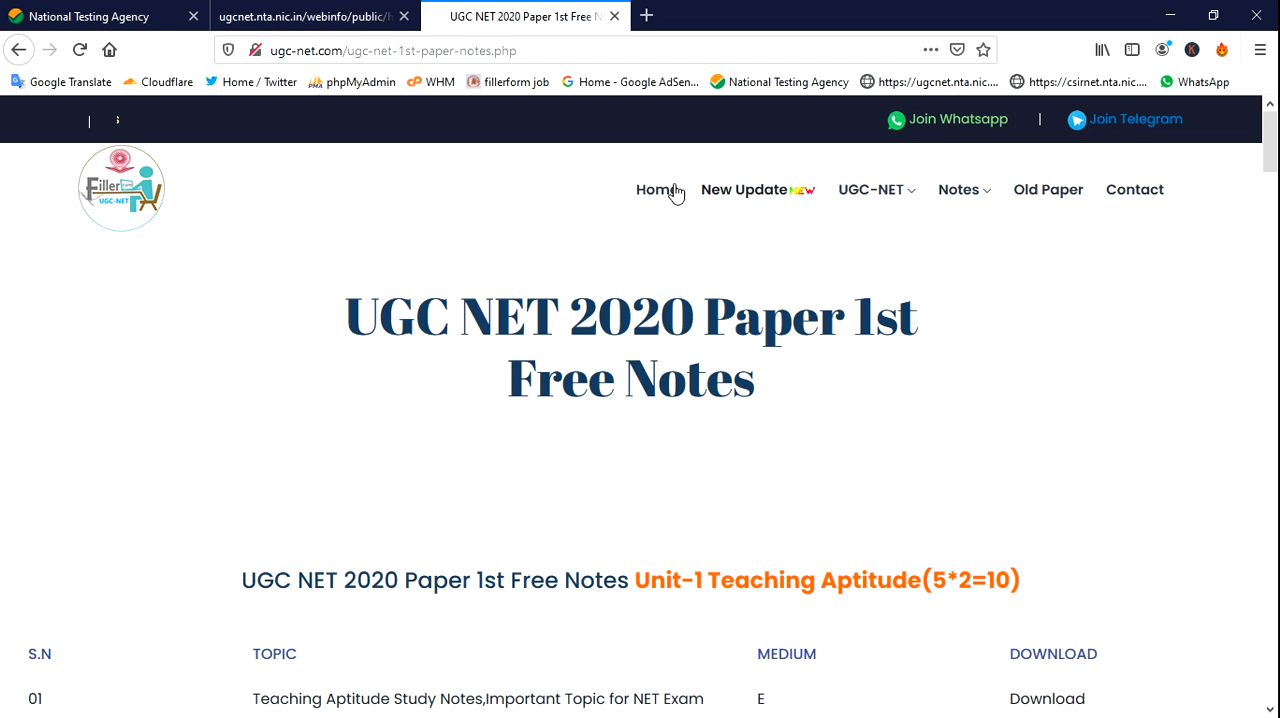 National Testing Agency
ugcnet.nta.nic.in/webinfo/public/h
UGC NET 2020 Paper 1st Free N
ugc-net.com/ugc-net-1st-paper-notes.php
Google Translate
Cloudflare
Home / Twitter
phpMyAdmin
WHM
fillerform job
Home - Google AdSen...
National Testing Agency
https://ugcnet.nta.nic....
https://csirnet.nta.nic....
WhatsApp
| Join Whatsapp | Join Telegram
Filler
UGC-NET
Home New Update NEW UGC-NET Notes Old Paper Contact
UGC NET 2020 Paper 1st
Free Notes
UGC NET 2020 Paper 1st Free Notes Unit-1 Teaching Aptitude(5*2=10)
S.N TOPIC MEDIUM DOWNLOAD
01 Teaching Aptitude Study Notes,Important Topic for NET Exam E Download